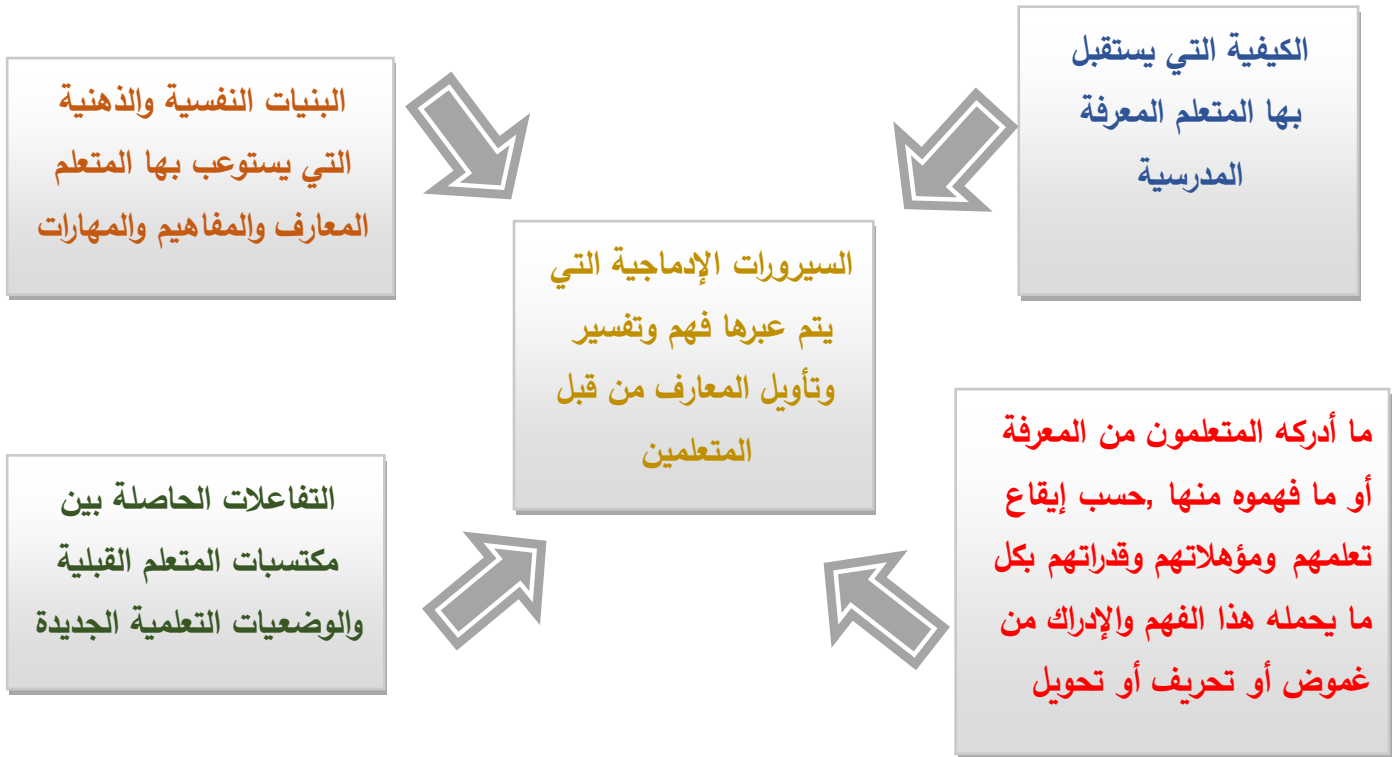 الكيفية التي يستقبل
بها المتعلم المعرفة
المدرسية
البنيات النفسية والذهنية
التي يستوعب بها المتعلم
المعارف والمفاهيم والمهارات
السيرورات الإدماجية التي
يتم عبرها فهم وتفسير
وتأويل المعارف من قبل
المتعلمين
ما أدركه المتعلمون من المعرفة
أو ما فهموه منها ,حسب إيقاع
تعلمهم ومؤهلاتهم وقدراتهم بكل
ما يحمله هذا الفهم والإدراك من
غموض أو تحريف أو تحويل
التفاعلات الحاصلة بين
مكتسبات المتعلم القبلية
والوضعيات التعلمية الجديدة